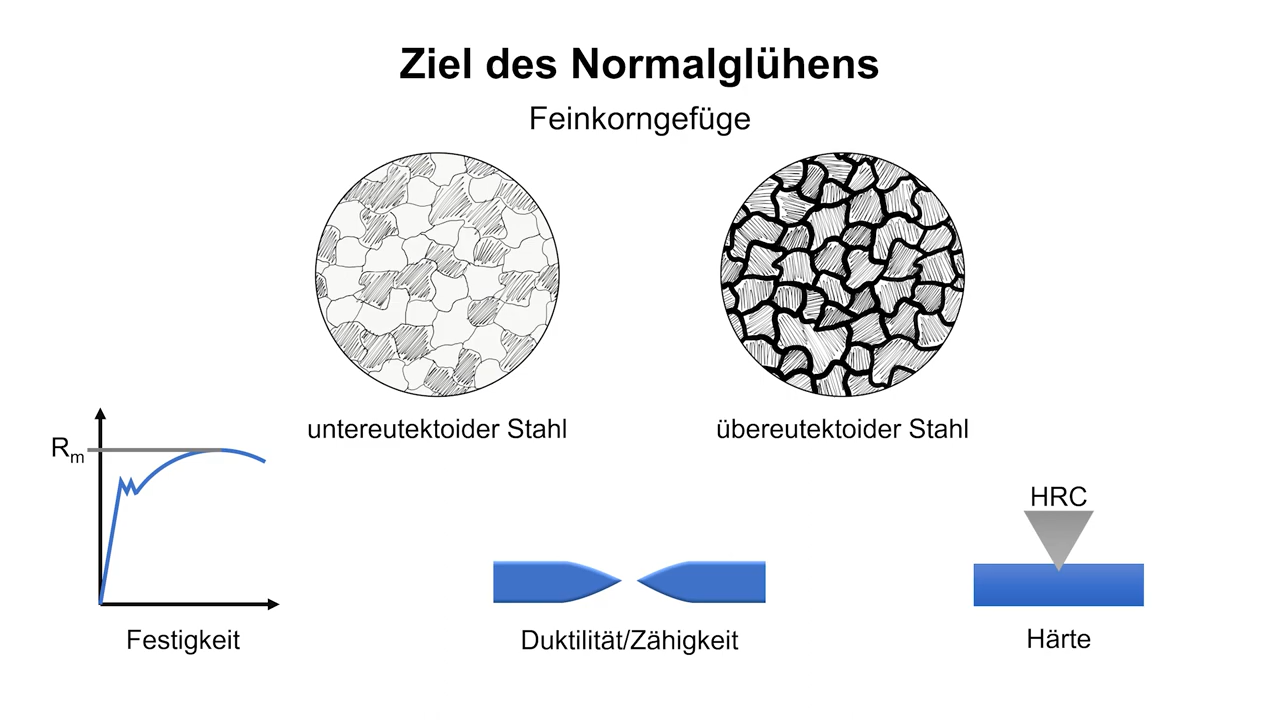 Ziel des Normalglühens
Feinkorngefüge
untereutektoider Stahl
übereutektoider Stahl
Rm
HRC
Festigkeit
Duktilität/Zähigkeit
Härte